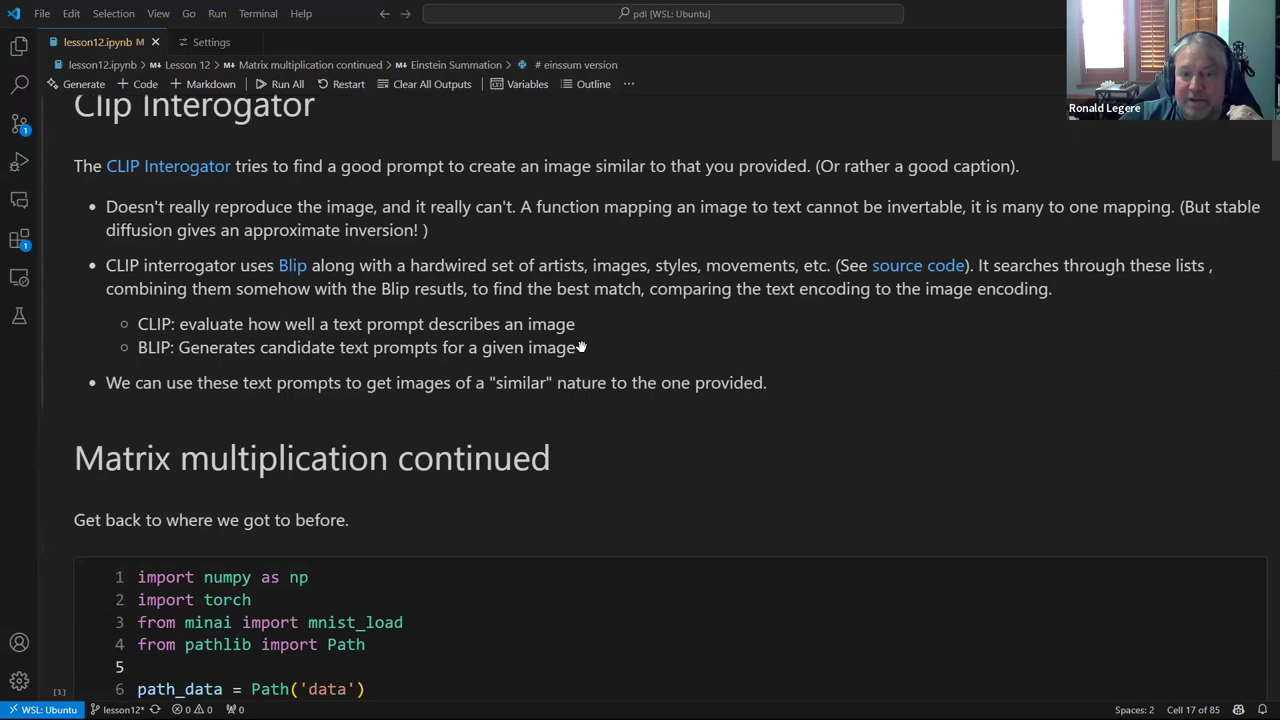 File Edit Selection View Go Run Terminal Help
pdl [WSL: Ubuntu]
lesson12.ipynb M
Settings
lesson12.ipynb > Lesson 12 > Matrix multiplication continued > Einstein summation > # einssum version
Generate + Code + Markdown Run All Restart Clear All Outputs Variables Outline ...
Ronald Legere
Clip Interogator
The CLIP Interogator tries to find a good prompt to create an image similar to that you provided. (Or rather a good caption).
• Doesn't really reproduce the image, and it really can't. A function mapping an image to text cannot be invertable, it is many to one mapping. (But stable
diffusion gives an approximate inversion! )
• CLIP interrogator uses Blip along with a hardwired set of artists, images, styles, movements, etc. (See source code). It searches through these lists ,
combining them somehow with the Blip resutls, to find the best match, comparing the text encoding to the image encoding.
○ CLIP: evaluate how well a text prompt describes an image
○ BLIP: Generates candidate text prompts for a given image
• We can use these text prompts to get images of a "similar" nature to the one provided.
Matrix multiplication continued
Get back to where we got to before.
1 import numpy as np
2 import torch
3 from minai import mnist_load
4 from pathlib import Path
5
6 path_data = Path('data')
[1]
WSL: Ubuntu lesson12* 0 0 0 Spaces: 2 Cell 17 of 85